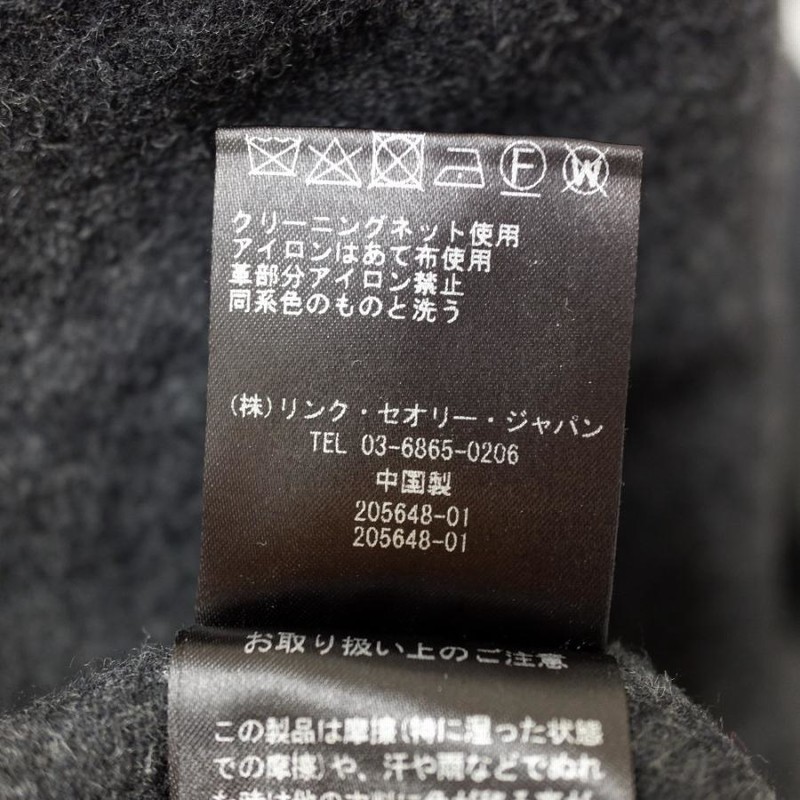 F
W
クリーニングネット使用
アイロンはあて布使用
革部分アイロン禁止
同系色のものと洗う
(株)リンク・セオリー・ジャパン
TEL 03-6865-0206
中国製
205648-01
205648-01
お取り扱い上のご注意
この製品は摩擦(特に湿った状態
での摩擦)や、汗や雨などでぬれ